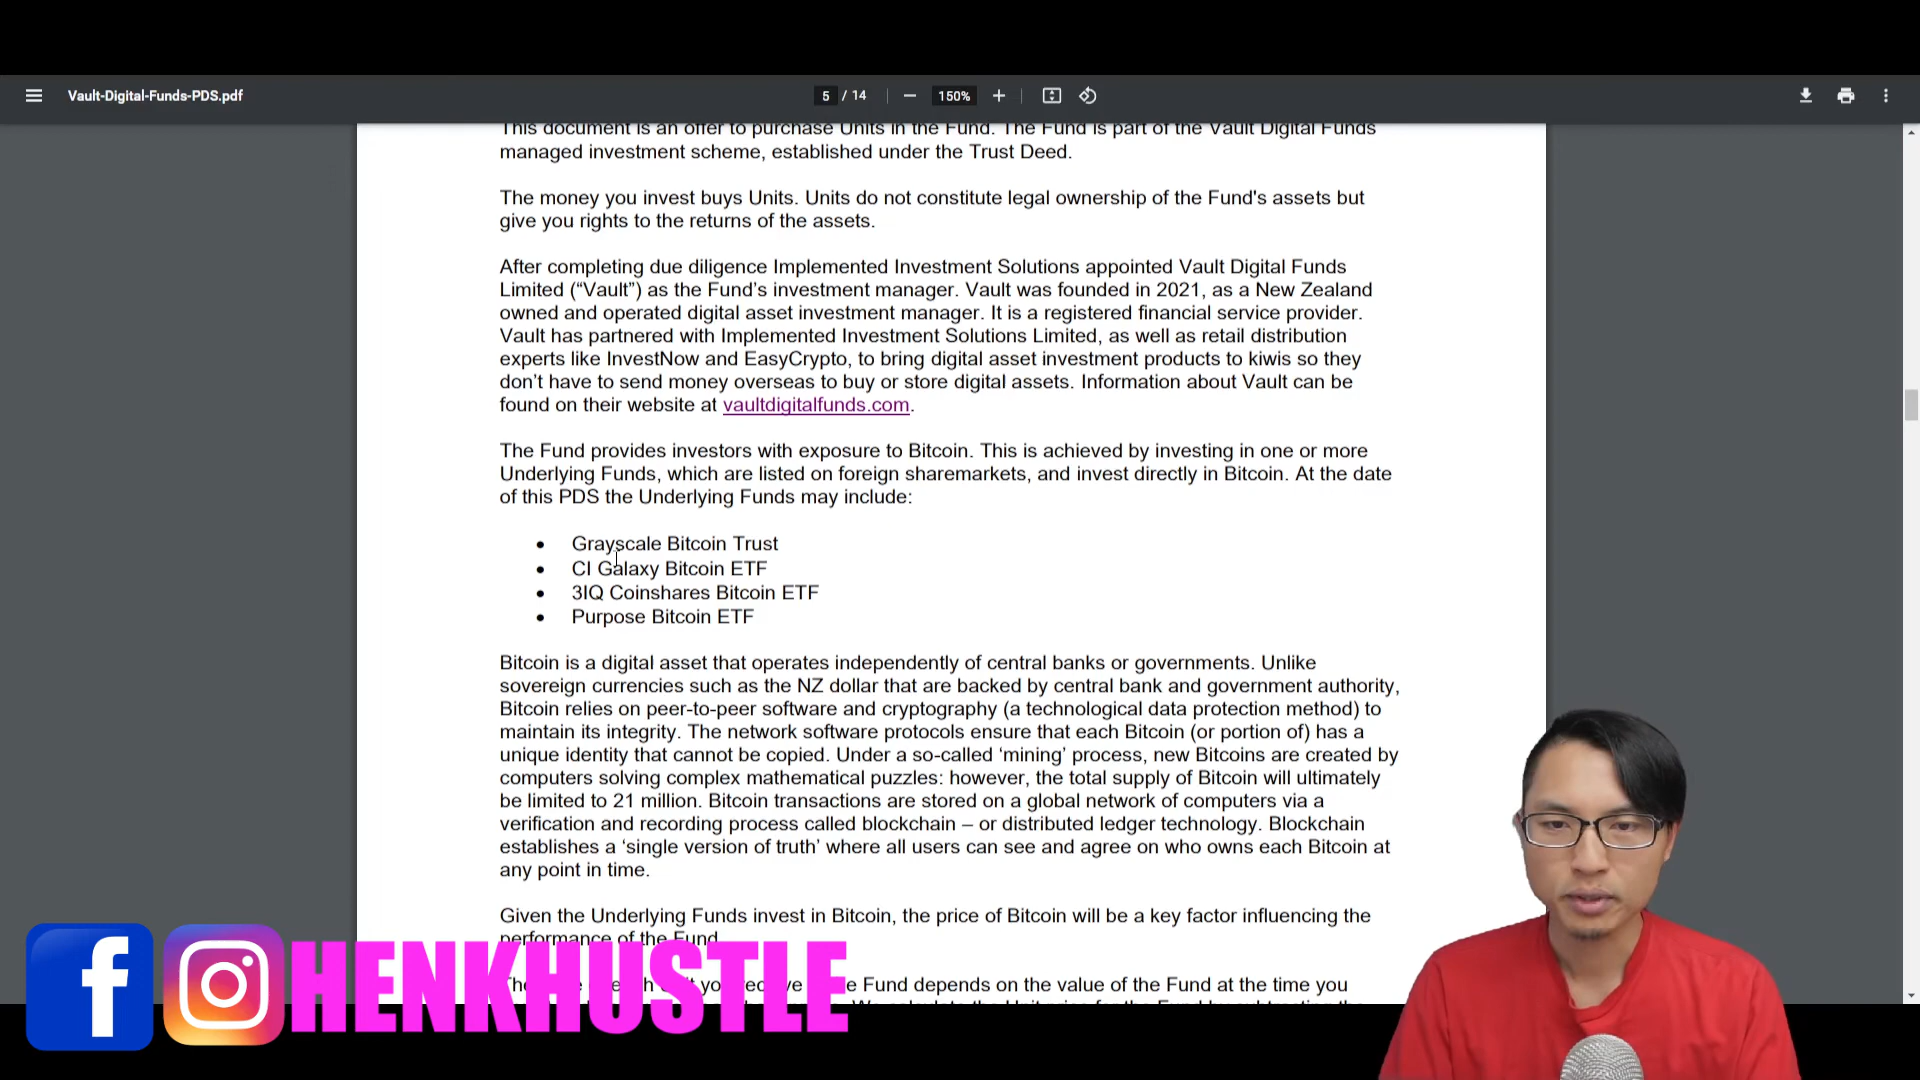 Vault-Digital-Funds-PDS.pdf
5 / 14
150%
This document is an offer to purchase Units in the Fund. The Fund is part of the Vault Digital Funds
managed investment scheme, established under the Trust Deed.
The money you invest buys Units. Units do not constitute legal ownership of the Fund's assets but
give you rights to the returns of the assets.
After completing due diligence Implemented Investment Solutions appointed Vault Digital Funds
Limited (“Vault”) as the Fund’s investment manager. Vault was founded in 2021, as a New Zealand
owned and operated digital asset investment manager. It is a registered financial service provider.
Vault has partnered with Implemented Investment Solutions Limited, as well as retail distribution
experts like InvestNow and EasyCrypto, to bring digital asset investment products to kiwis so they
don’t have to send money overseas to buy or store digital assets. Information about Vault can be
found on their website at vaultdigitalfunds.com.
The Fund provides investors with exposure to Bitcoin. This is achieved by investing in one or more
Underlying Funds, which are listed on foreign sharemarkets, and invest directly in Bitcoin. At the date
of this PDS the Underlying Funds may include:
• Grayscale Bitcoin Trust
• CI Galaxy Bitcoin ETF
• 3IQ Coinshares Bitcoin ETF
• Purpose Bitcoin ETF
Bitcoin is a digital asset that operates independently of central banks or governments. Unlike
sovereign currencies such as the NZ dollar that are backed by central bank and government authority,
Bitcoin relies on peer-to-peer software and cryptography (a technological data protection method) to
maintain its integrity. The network software protocols ensure that each Bitcoin (or portion of) has a
unique identity that cannot be copied. Under a so-called ‘mining’ process, new Bitcoins are created by
computers solving complex mathematical puzzles: however, the total supply of Bitcoin will ultimately
be limited to 21 million. Bitcoin transactions are stored on a global network of computers via a
verification and recording process called blockchain – or distributed ledger technology. Blockchain
establishes a ‘single version of truth’ where all users can see and agree on who owns each Bitcoin at
any point in time.
Given the Underlying Funds invest in Bitcoin, the price of Bitcoin will be a key factor influencing the
performance of the Fund.
Fund depends on the value of the Fund at the time you
HENKHUSTLE